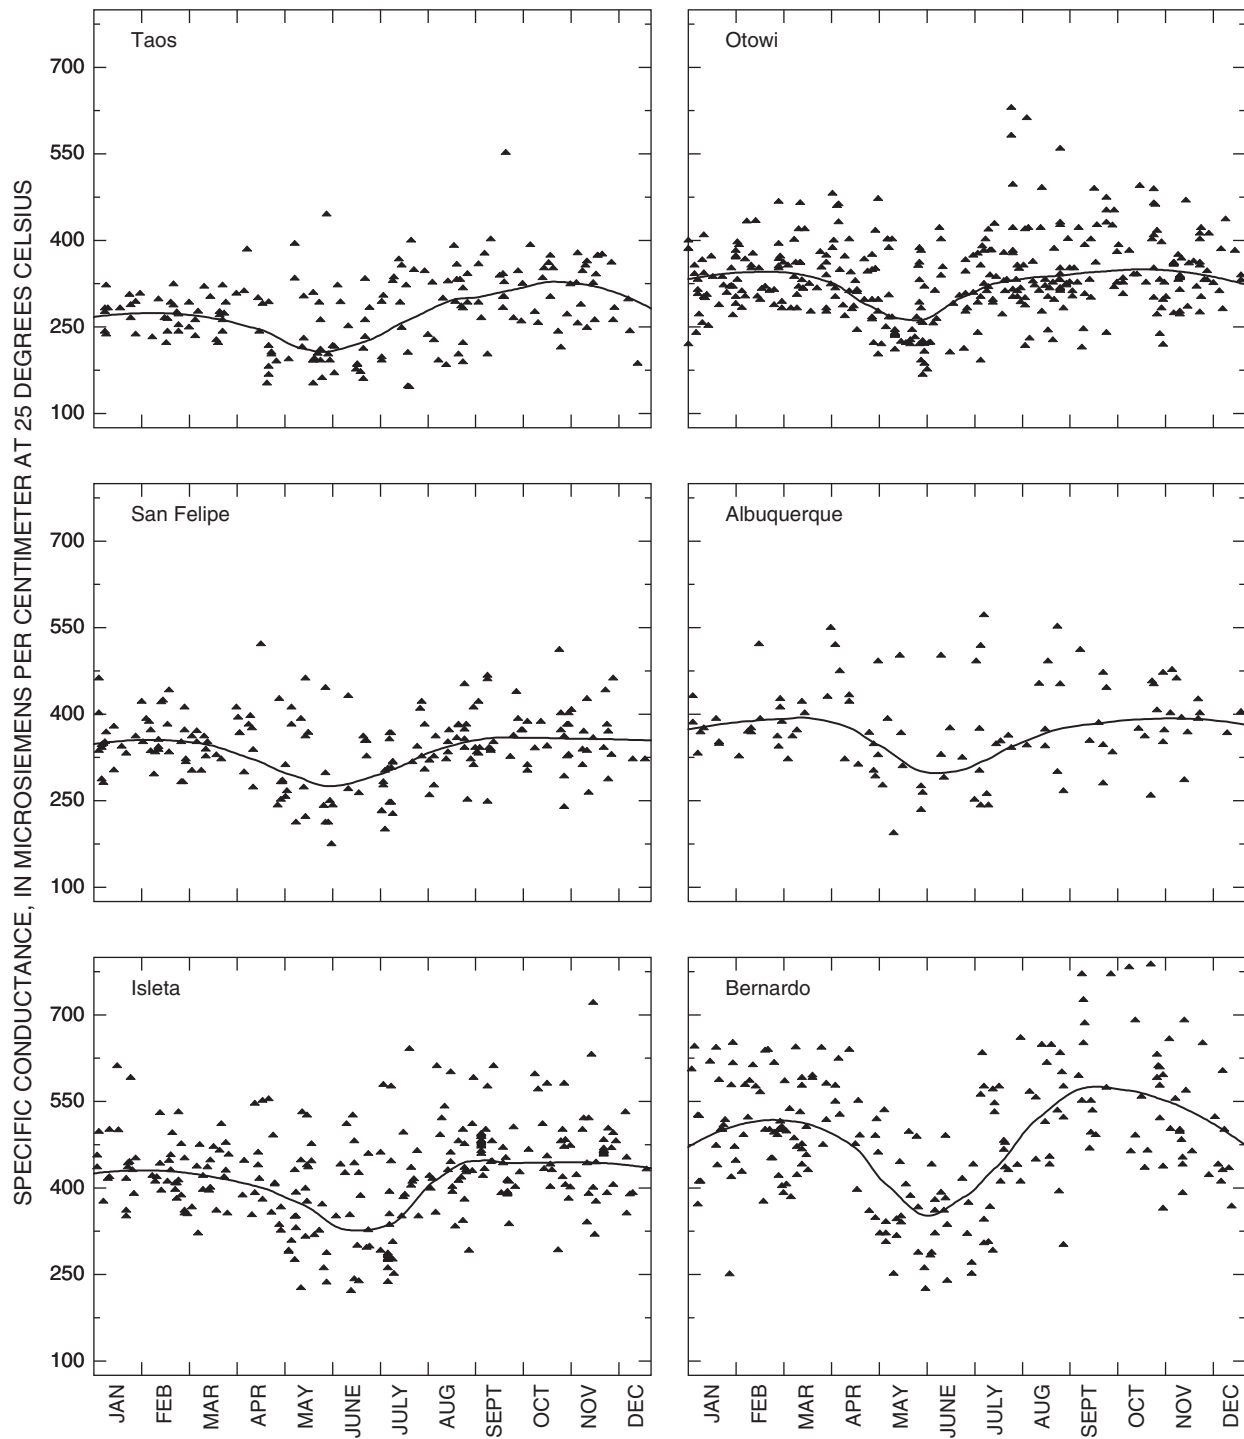 SPECIFIC CONDUCTANCE, IN MICROSIEMENS PER CENTIMETER AT 25 DEGREES CELSIUS
Taos
700
550
400
250
100
Otowi
San Felipe
700
550
400
250
100
Albuquerque
Isleta
700
550
400
250
100
Bernardo
JAN
FEB
MAR
APR
MAY
JUNE
JULY
AUG
SEPT
OCT
NOV
DEC
JAN
FEB
MAR
APR
MAY
JUNE
JULY
AUG
SEPT
OCT
NOV
DEC